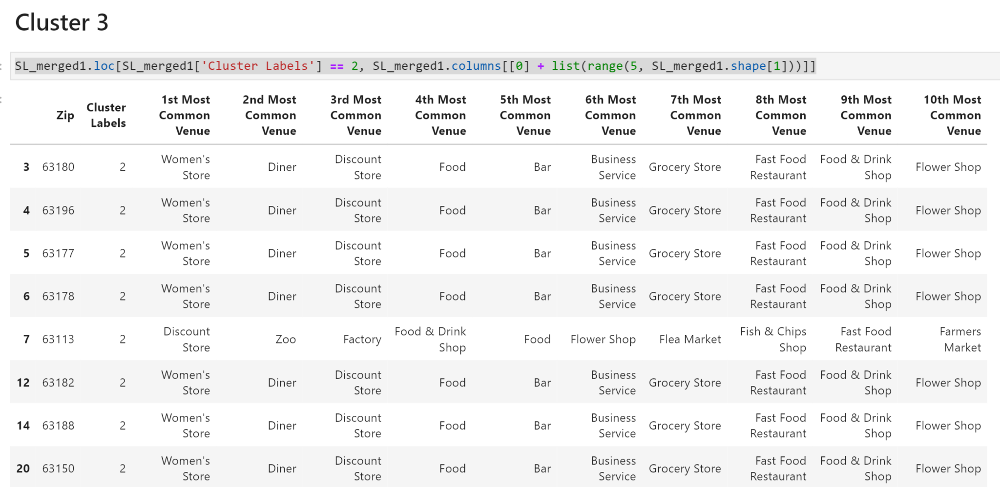 Cluster 3
SL_merged1.loc[SL_merged1['Cluster Labels'] == 2, SL_merged1.columns[[0] + list(range(5, SL_merged1.shape[1]))]]
Zip Cluster Labels 1st Most Common Venue 2nd Most Common Venue 3rd Most Common Venue 4th Most Common Venue 5th Most Common Venue 6th Most Common Venue 7th Most Common Venue 8th Most Common Venue 9th Most Common Venue 10th Most Common Venue
3 63180 2 Women's Store Diner Discount Store Food Bar Business Service Grocery Store Fast Food Restaurant Food & Drink Shop Flower Shop
4 63196 2 Women's Store Diner Discount Store Food Bar Business Service Grocery Store Fast Food Restaurant Food & Drink Shop Flower Shop
5 63177 2 Women's Store Diner Discount Store Food Bar Business Service Grocery Store Fast Food Restaurant Food & Drink Shop Flower Shop
6 63178 2 Women's Store Diner Discount Store Food Bar Business Service Grocery Store Fast Food Restaurant Food & Drink Shop Flower Shop
7 63113 2 Discount Store Zoo Factory Food & Drink Shop Food Flower Shop Flea Market Fish & Chips Shop Fast Food Restaurant Farmers Market
12 63182 2 Women's Store Diner Discount Store Food Bar Business Service Grocery Store Fast Food Restaurant Food & Drink Shop Flower Shop
14 63188 2 Women's Store Diner Discount Store Food Bar Business Service Grocery Store Fast Food Restaurant Food & Drink Shop Flower Shop
20 63150 2 Women's Store Diner Discount Store Food Bar Business Service Grocery Store Fast Food Restaurant Food & Drink Shop Flower Shop